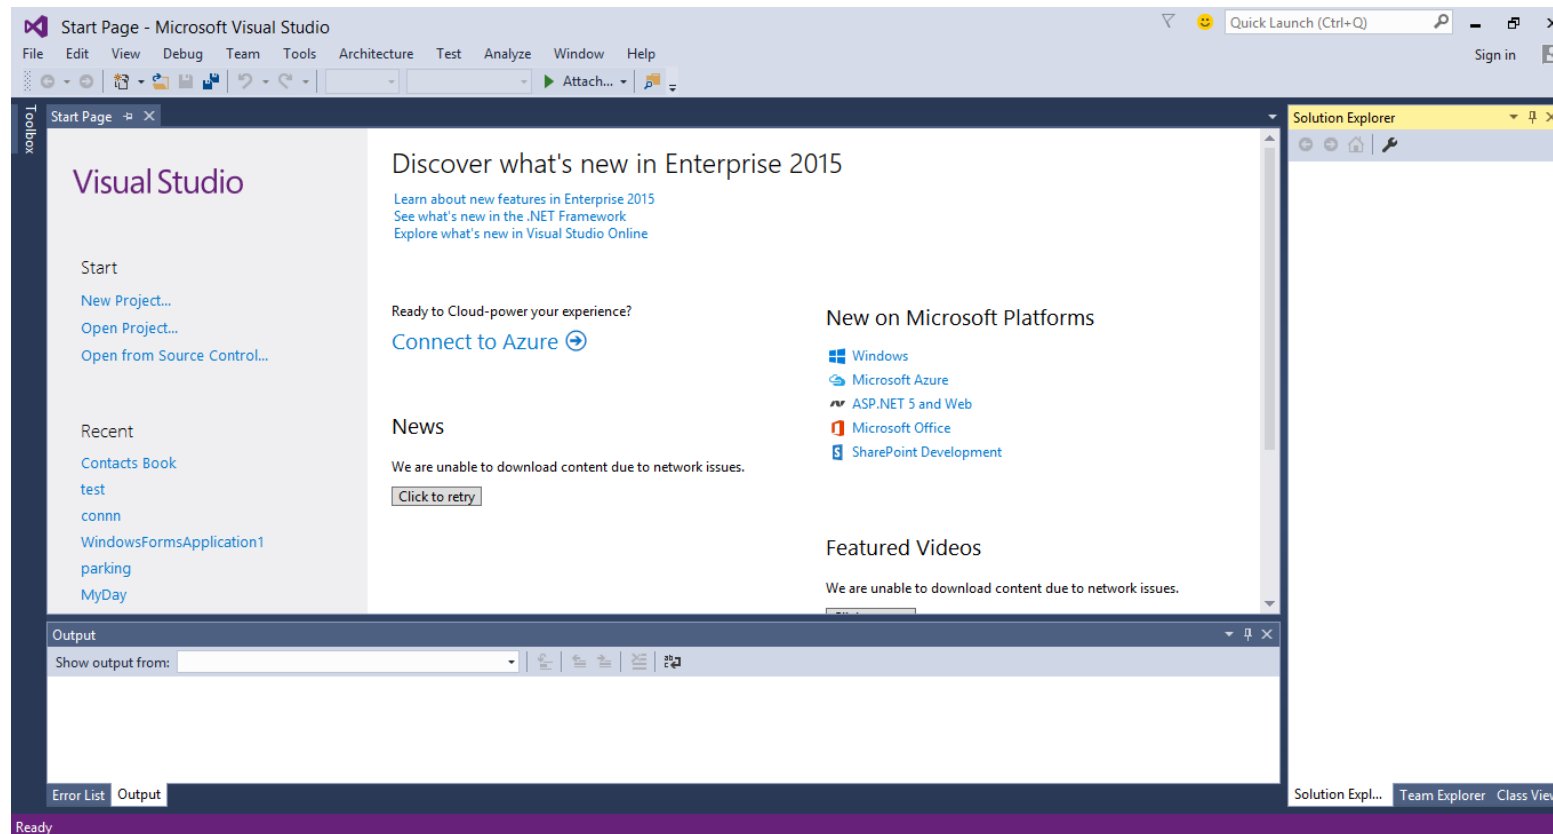 Start Page - Microsoft Visual Studio
Quick Launch (Ctrl+Q)
File Edit View Debug Team Tools Architecture Test Analyze Window Help
Sign in
Attach...
Toolbox
Start Page
Solution Explorer
Visual Studio
Discover what's new in Enterprise 2015
Learn about new features in Enterprise 2015
See what's new in the .NET Framework
Explore what's new in Visual Studio Online
Start
New Project...
Open Project...
Open from Source Control...
Ready to Cloud-power your experience?
Connect to Azure
New on Microsoft Platforms
Windows
Microsoft Azure
ASP.NET 5 and Web
Microsoft Office
SharePoint Development
Recent
Contacts Book
test
connn
WindowsFormsApplication1
parking
MyDay
News
We are unable to download content due to network issues.
Click to retry
Featured Videos
We are unable to download content due to network issues.
Output
Show output from:
Error List Output
Solution Expl... Team Explorer Class View
Ready